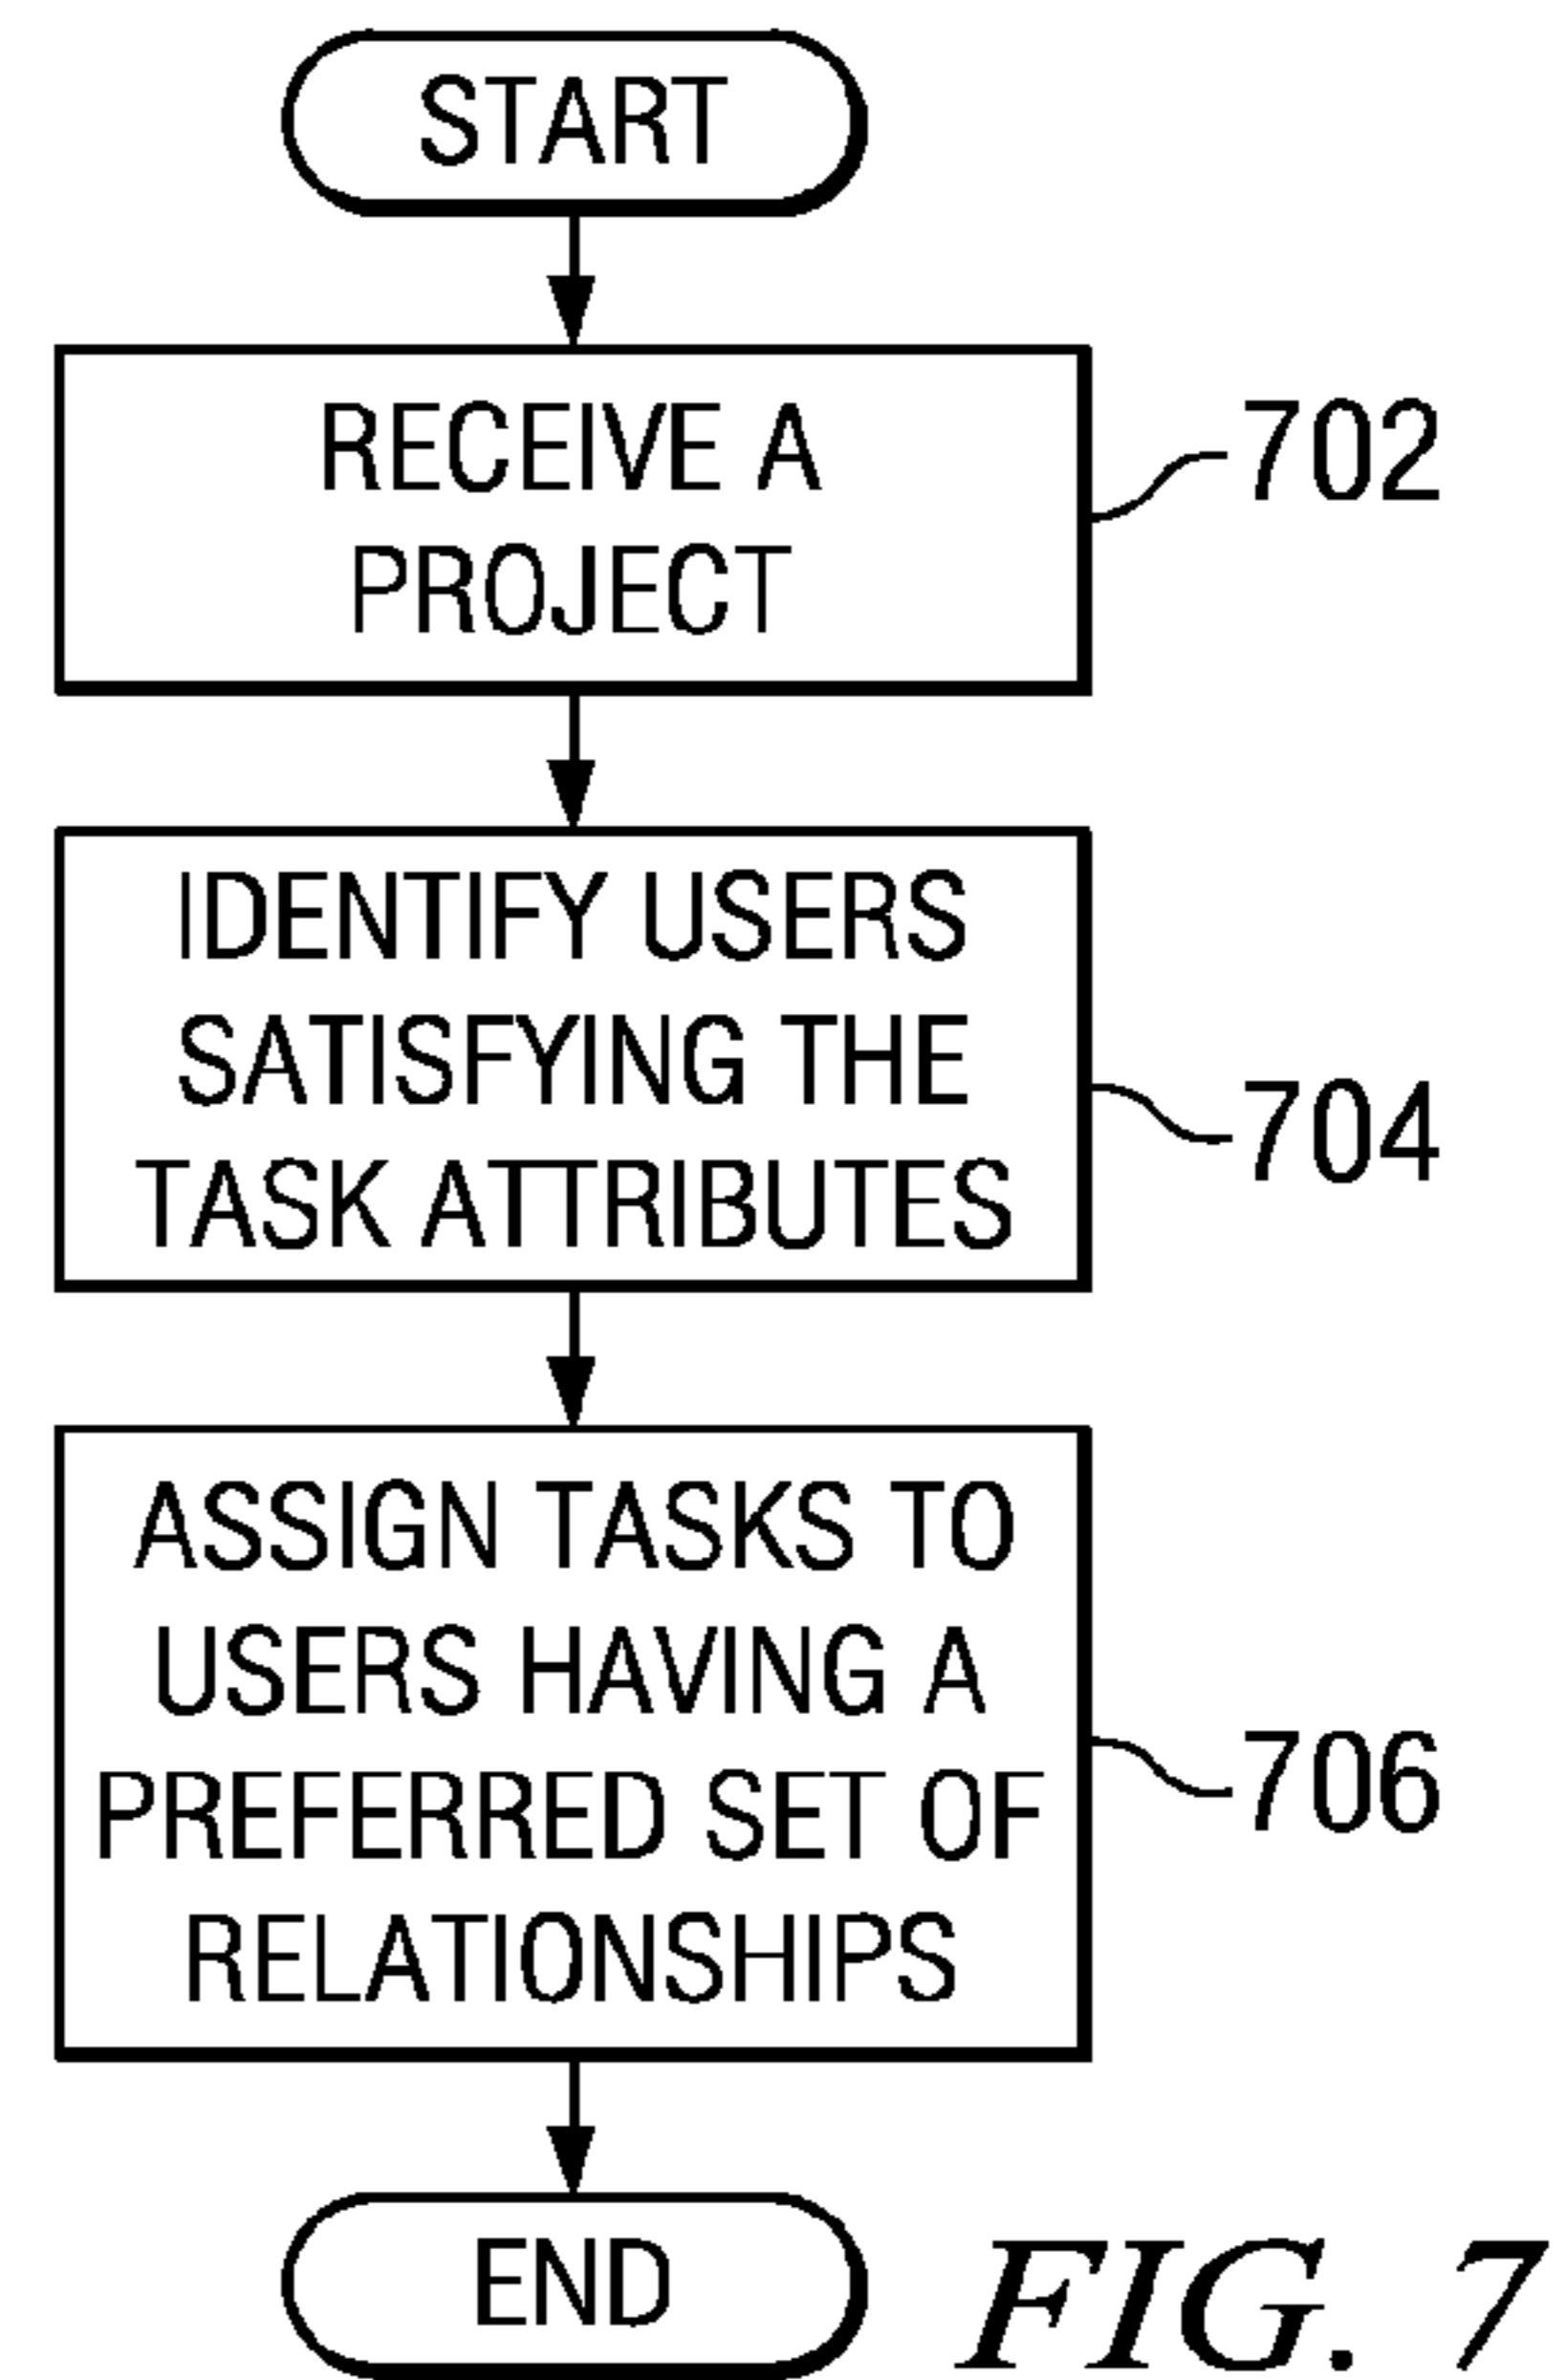 START
RECEIVE A
PROJECT
702
IDENTIFY USERS
SATISFYING THE
TASK ATTRIBUTES
704
ASSIGN TASKS TO
USERS HAVING A
PREFERRED SET OF
RELATIONSHIPS
706
END
FIG. 7